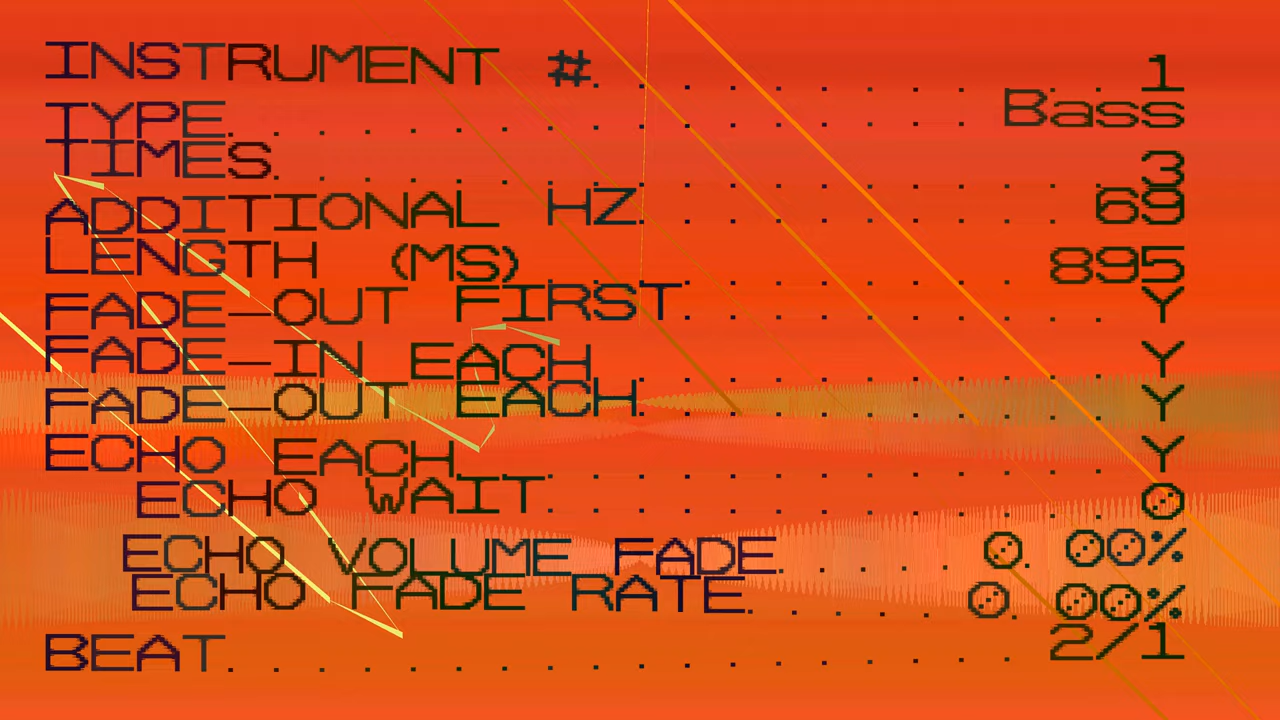 INSTRUMENT #. . . . . . . . . . . . . 1
TYPE. . . . . . . . . . . . . . . . . Bass
TIMES. . . . . . . . . . . . . . . . . . . 3
ADDITIONAL HZ. . . . . . . . . . 69
LENGTH (MS). . . . . . . . . . . . 895
FADE-OUT FIRST. . . . . . . . . . Y
FADE-IN EACH. . . . . . . . . . . . Y
FADE-OUT EACH. . . . . . . . . . . Y
ECHO EACH. . . . . . . . . . . . . . . Y
ECHO WAIT. . . . . . . . . . . . . 0
ECHO VOLUME FADE. . . . . 0.00%
ECHO FADE RATE. . . . . 0.00%
BEAT. . . . . . . . . . . . . . . . . . 2/1